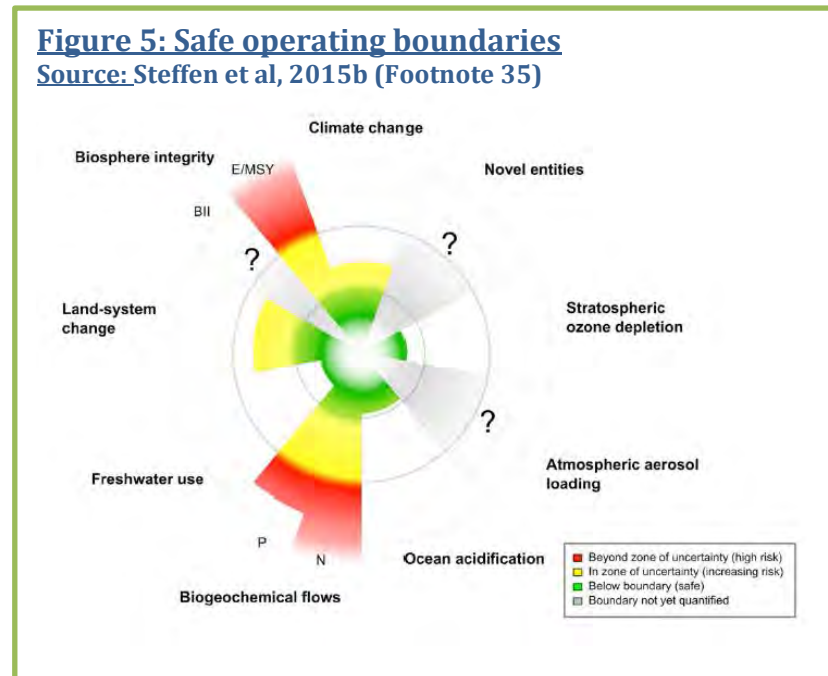 Figure 5: Safe operating boundaries
Source: Steffen et al, 2015b (Footnote 35)
Climate change
Biosphere integrity
E/MSY
Novel entities
BII
?
?
Land-system
change
Stratospheric
ozone depletion
?
Freshwater use
Atmospheric aerosol
loading
P
N
Ocean acidification
Biogeochemical flows
Beyond zone of uncertainty (high risk)
In zone of uncertainty (increasing risk)
Below boundary (safe)
Boundary not yet quantified